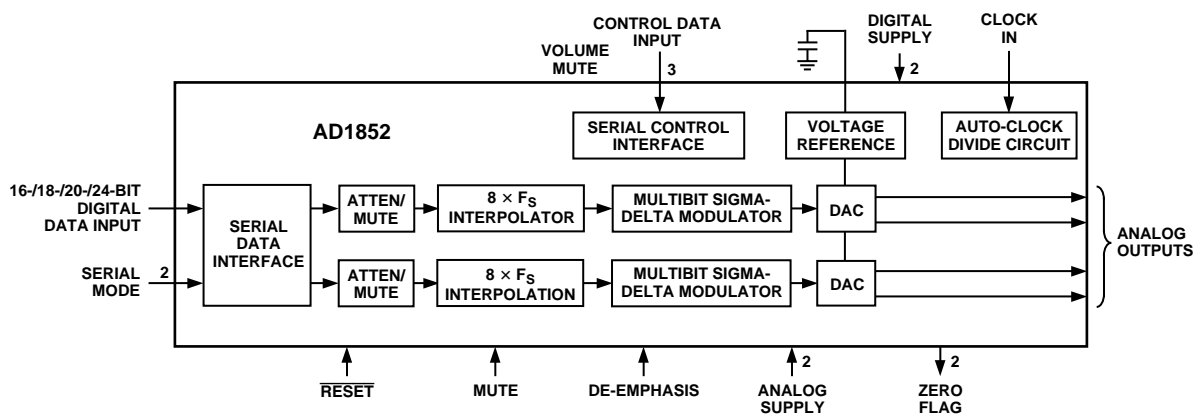 CONTROL DATA
INPUT
VOLUME
MUTE
3
DIGITAL
SUPPLY
2
CLOCK
IN
AD1852
SERIAL CONTROL
INTERFACE
VOLTAGE
REFERENCE
AUTO-CLOCK
DIVIDE CIRCUIT
16-/18-/20-/24-BIT
DIGITAL
DATA INPUT
SERIAL
MODE
2
SERIAL
DATA
INTERFACE
ATTEN/
MUTE
8 × FS
INTERPOLATOR
MULTIBIT SIGMA-
DELTA MODULATOR
DAC
ATTEN/
MUTE
8 × FS
INTERPOLATION
MULTIBIT SIGMA-
DELTA MODULATOR
DAC
ANALOG
OUTPUTS
RESET
MUTE
DE-EMPHASIS
2
ANALOG
SUPPLY
2
ZERO
FLAG